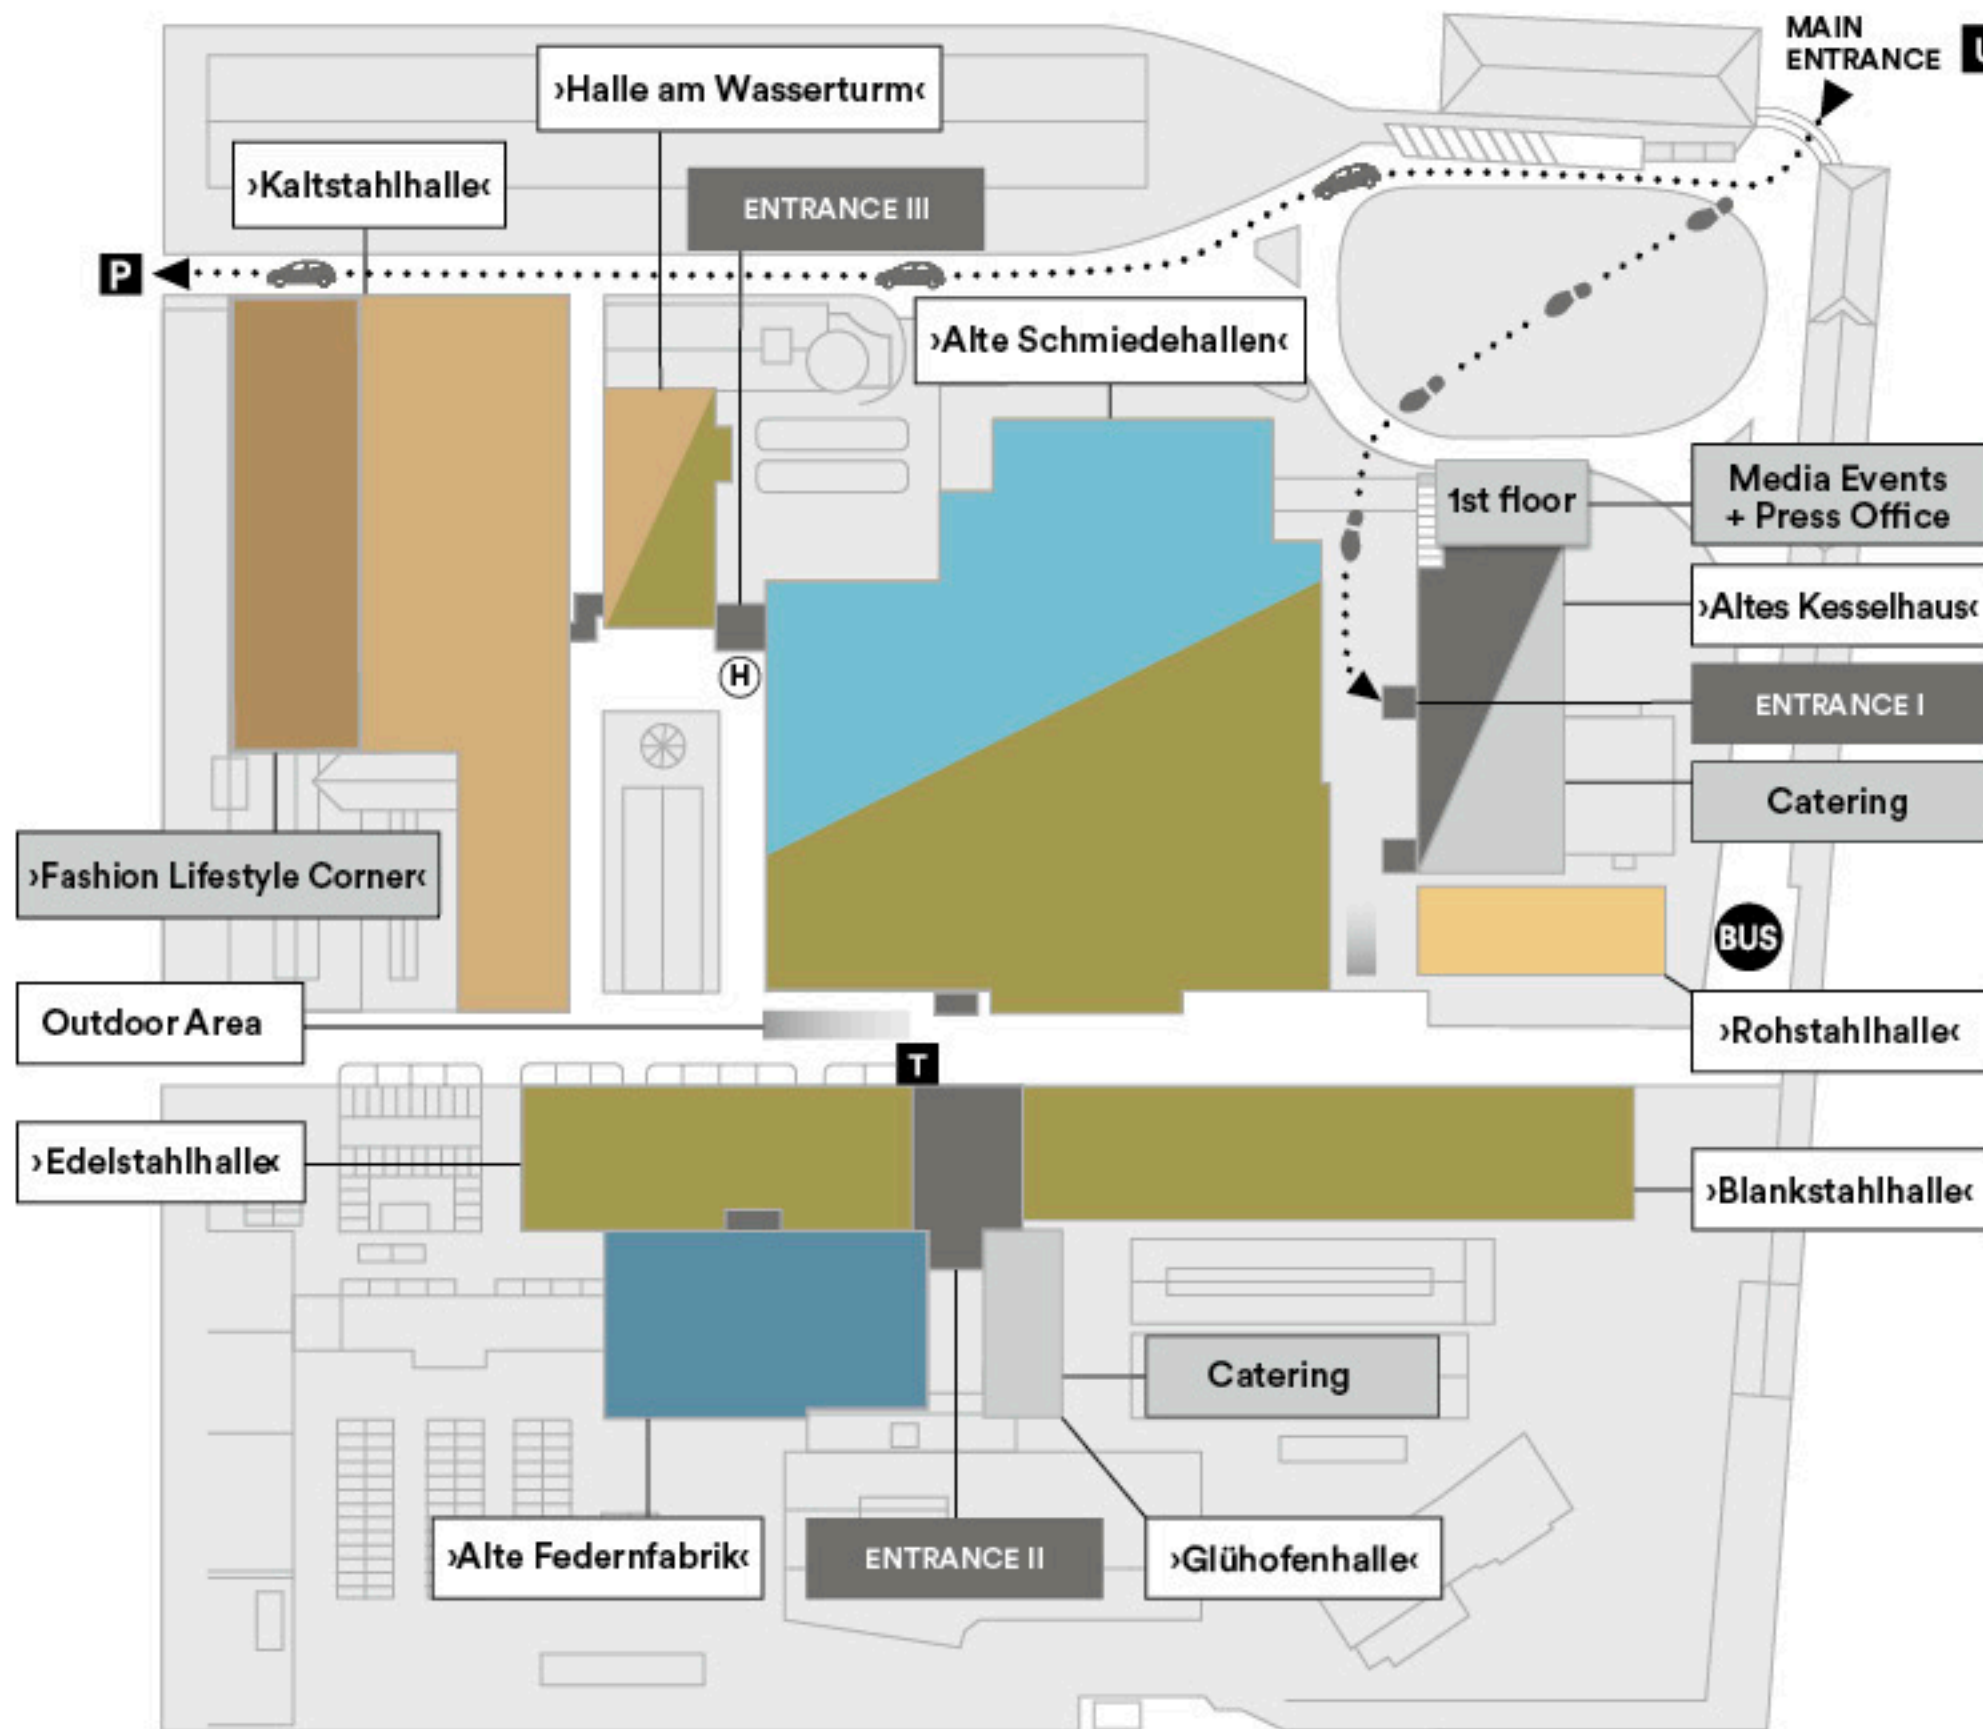 MAIN
ENTRANCE
U
›Halle am Wasserturm‹
›Kaltstahlhalle‹
ENTRANCE III
P
›Alte Schmiedehallen‹
1st floor
Media Events
+ Press Office
›Altes Kesselhaus‹
H
ENTRANCE I
Catering
›Fashion Lifestyle Corner‹
BUS
Outdoor Area
›Rohstahlhalle‹
T
›Edelstahlhalle‹
›Blankstahlhalle‹
Catering
›Alte Federnfabrik‹
ENTRANCE II
›Glühofenhalle‹